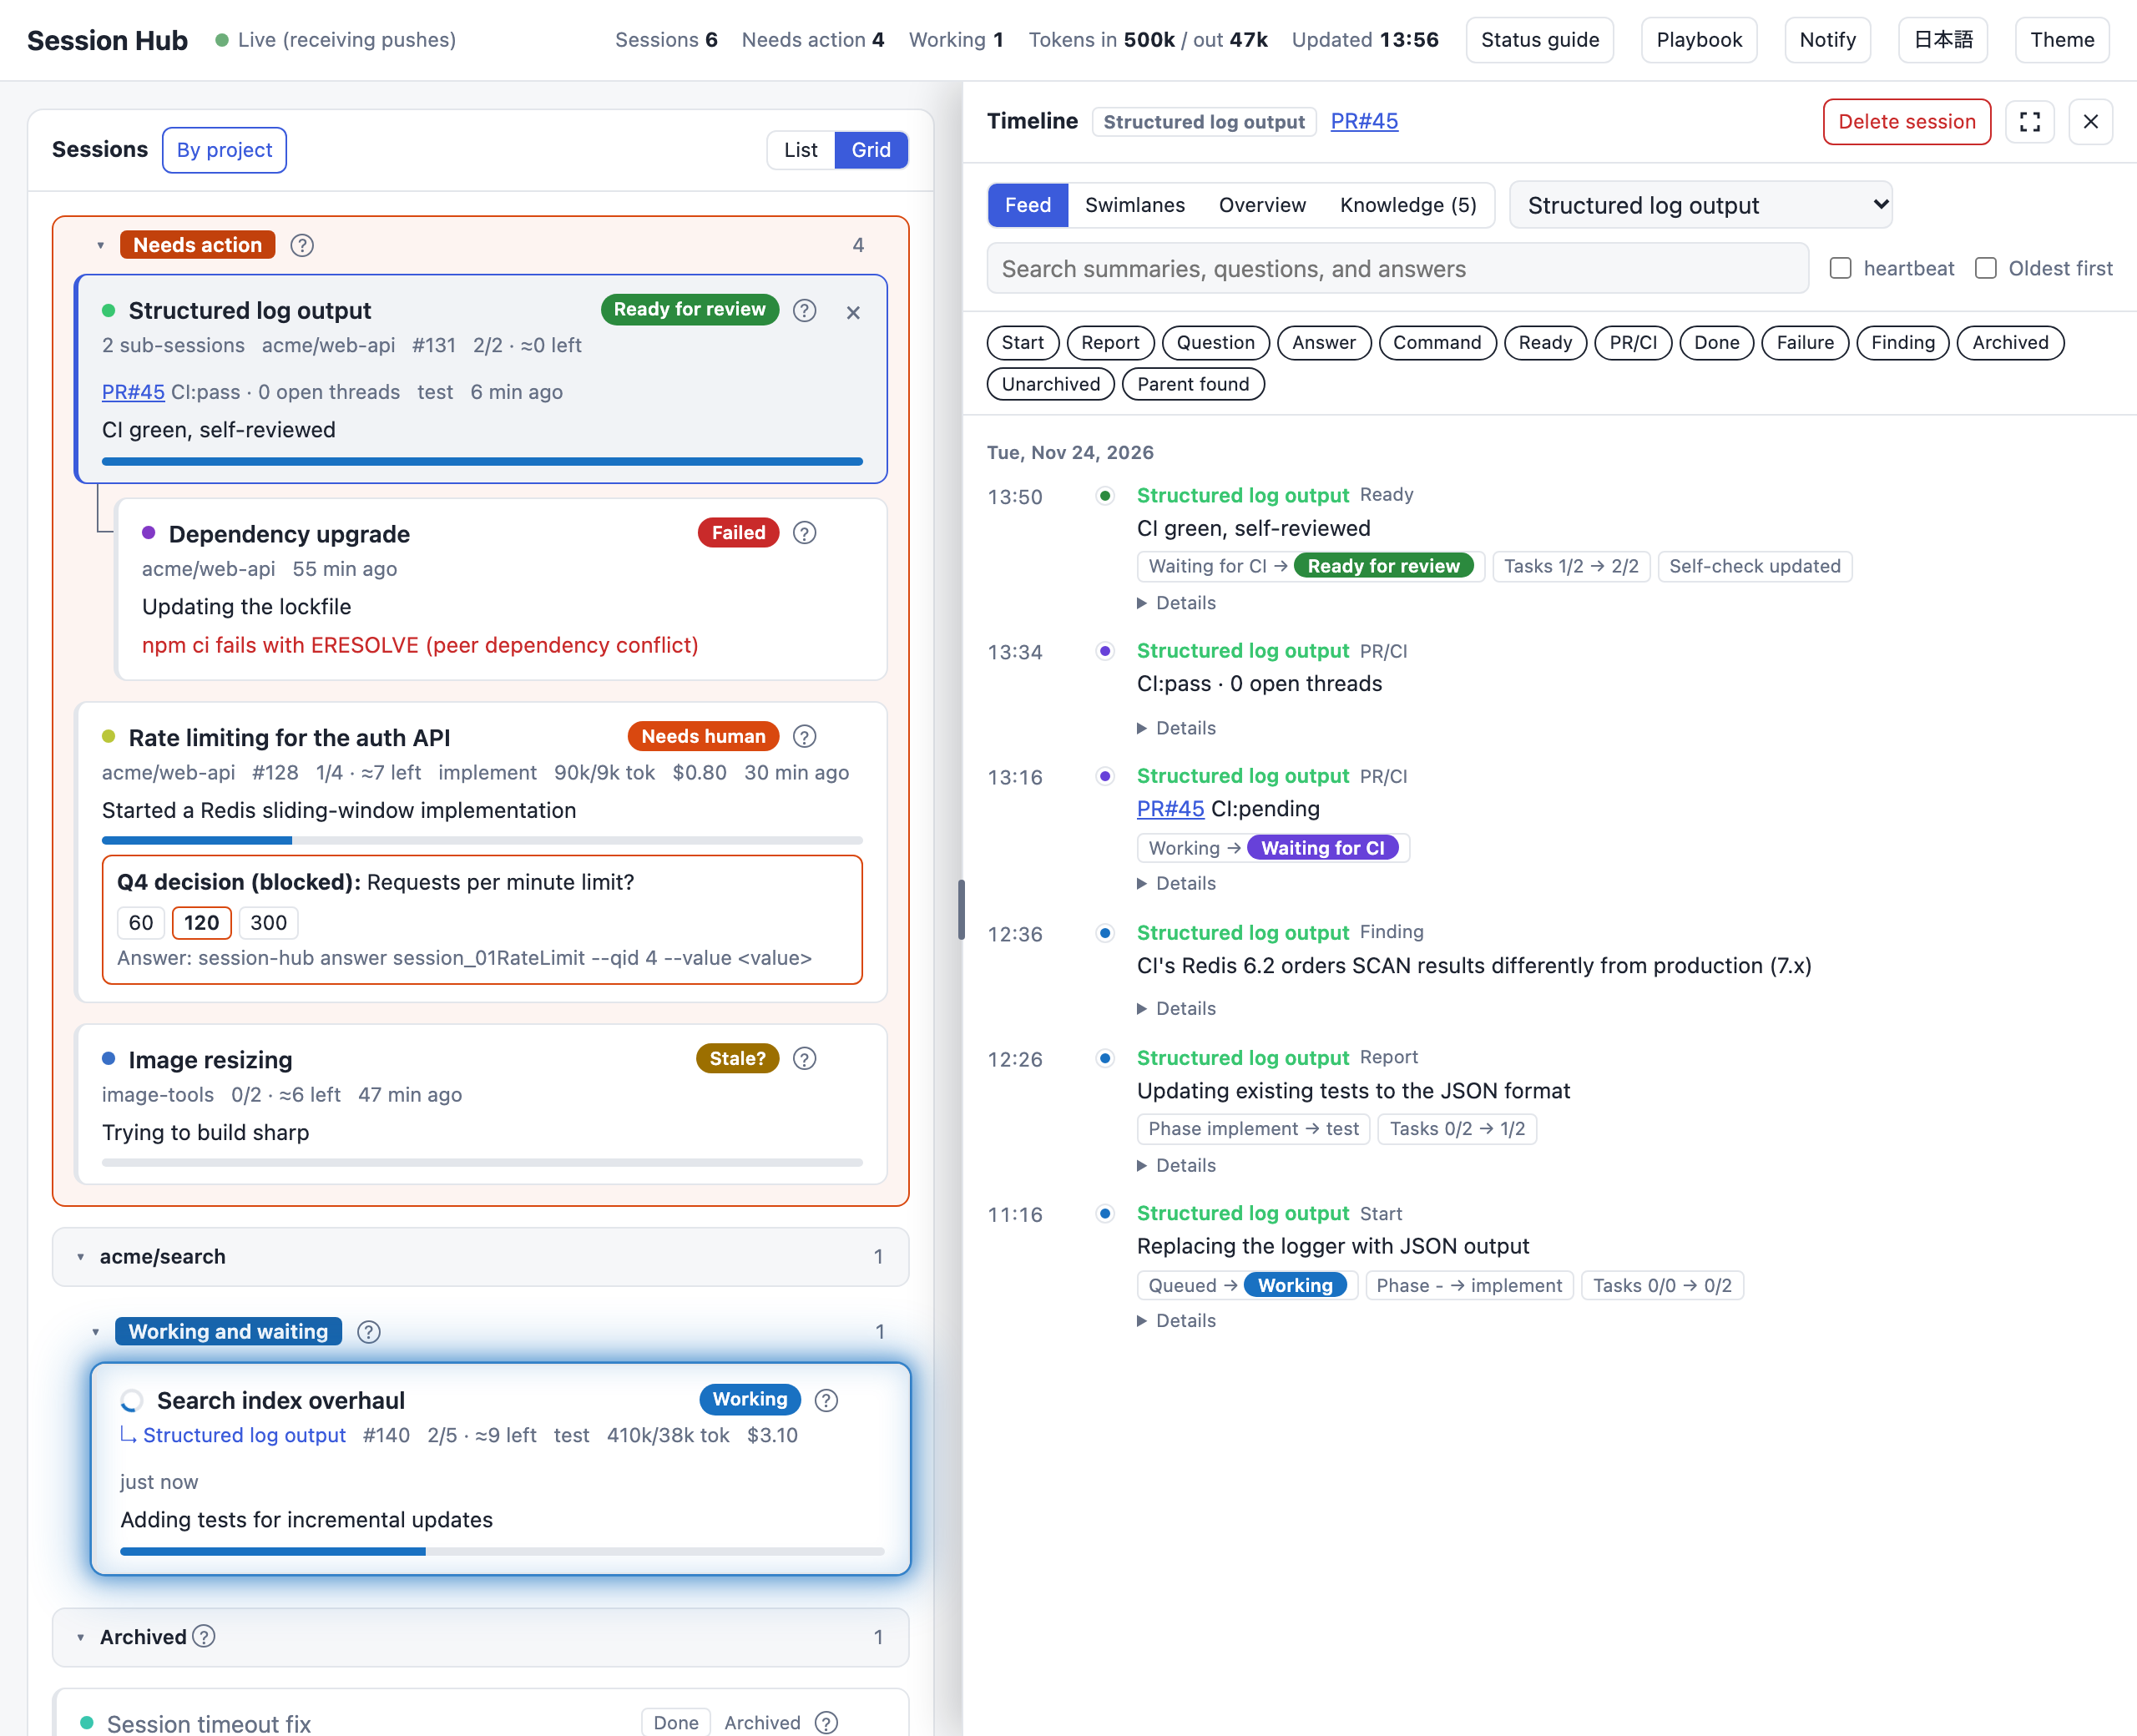 Session Hub
Live (receiving pushes)
Sessions 6
Needs action 4
Working 1
Tokens in 500k / out 47k
Updated 13:56
Status guide
Playbook
Notify
日本語
Theme
Sessions
By project
List
Grid
Needs action ?
4
Structured log output
Ready for review ?
2 sub-sessions acme/web-api #131 2/2 · ≈0 left
PR#45 CI:pass · 0 open threads test 6 min ago
CI green, self-reviewed
Dependency upgrade
Failed ?
acme/web-api 55 min ago
Updating the lockfile
npm ci fails with ERESOLVE (peer dependency conflict)
Rate limiting for the auth API
Needs human ?
acme/web-api #128 1/4 · ≈7 left implement 90k/9k tok $0.80 30 min ago
Started a Redis sliding-window implementation
Q4 decision (blocked): Requests per minute limit?
60 120 300
Answer: session-hub answer session_01RateLimit --qid 4 --value <value>
Image resizing
Stale? ?
image-tools 0/2 · ≈6 left 47 min ago
Trying to build sharp
acme/search
1
Working and waiting ?
1
Search index overhaul
Working ?
Structured log output #140 2/5 · ≈9 left test 410k/38k tok $3.10
just now
Adding tests for incremental updates
Archived ?
1
Session timeout fix
Done Archived ?
Timeline
Structured log output
PR#45
Delete session
Feed
Swimlanes
Overview
Knowledge (5)
Structured log output
Search summaries, questions, and answers
heartbeat
Oldest first
Start Report Question Answer Command Ready PR/CI Done Failure Finding Archived
Unarchived Parent found
Tue, Nov 24, 2026
13:50
Structured log output Ready
CI green, self-reviewed
Waiting for CI → Ready for review Tasks 1/2 → 2/2 Self-check updated
Details
13:34
Structured log output PR/CI
CI:pass · 0 open threads
Details
13:16
Structured log output PR/CI
PR#45 CI:pending
Working → Waiting for CI
Details
12:36
Structured log output Finding
CI's Redis 6.2 orders SCAN results differently from production (7.x)
Details
12:26
Structured log output Report
Updating existing tests to the JSON format
Phase implement → test Tasks 0/2 → 1/2
Details
11:16
Structured log output Start
Replacing the logger with JSON output
Queued → Working Phase - → implement Tasks 0/0 → 0/2
Details